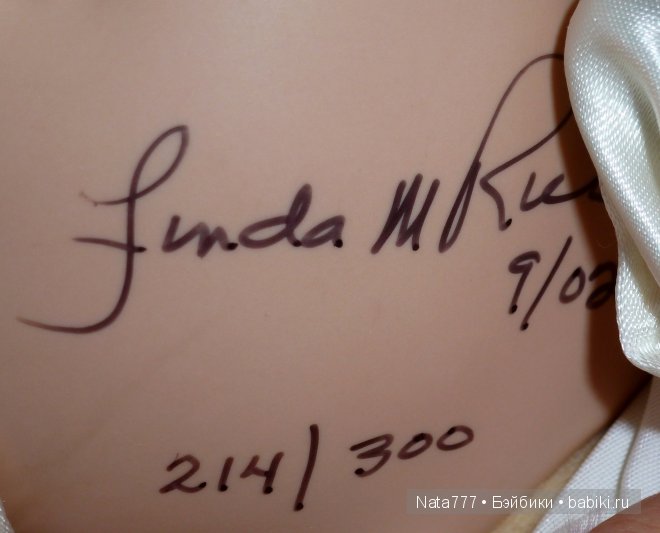 Linda M
9/02
214/300
Nata777 • Бэйбики • babiki.ru